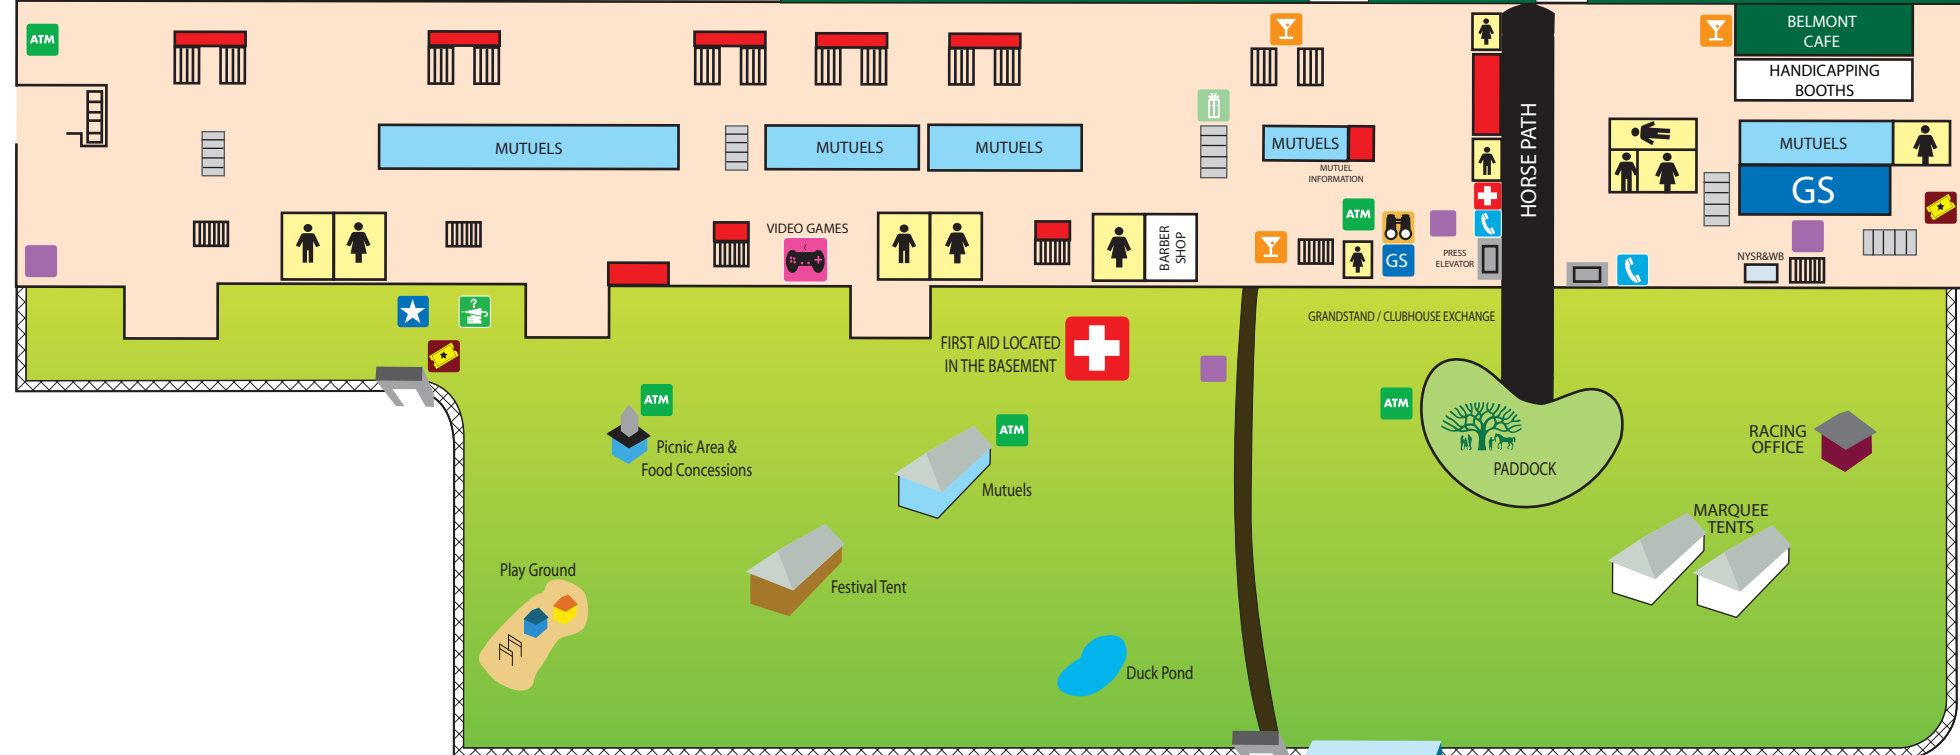 ATM
BELMONT
CAFE
HANDICAPPING
BOOTHS
HORSE PATH
MUTUELS
MUTUELS
MUTUELS
MUTUELS
MUTUEL
INFORMATION
MUTUELS
GS
ATM
VIDEO GAMES
BARBER
SHOP
GS
PRESS
ELEVATOR
NYSR&WB
?
GRANDSTAND / CLUBHOUSE EXCHANGE
FIRST AID LOCATED
IN THE BASEMENT
ATM
ATM
ATM
Picnic Area &
Food Concessions
Mutuels
PADDOCK
RACING
OFFICE
MARQUEE
TENTS
Play Ground
Festival Tent
Duck Pond